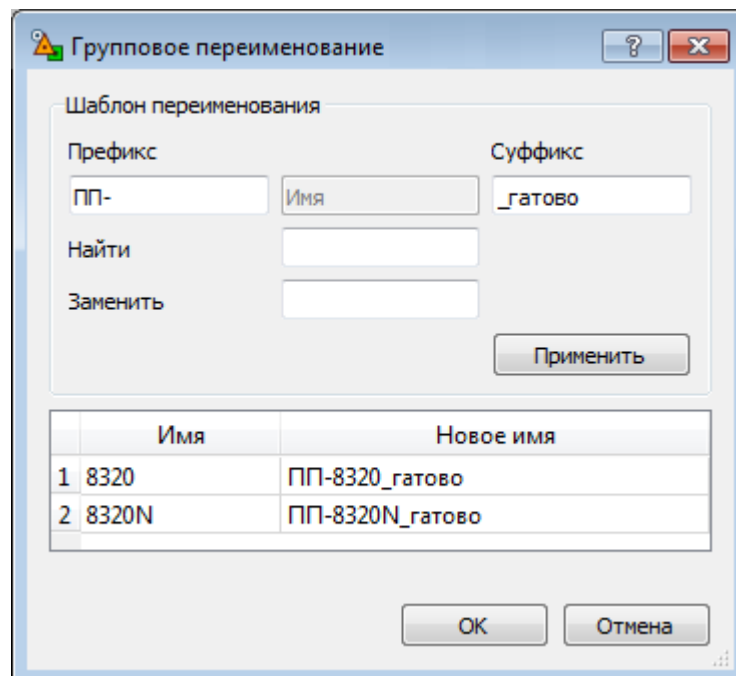 Групповое переименование
Шаблон переименования
Префикс Суффикс
ПП- Имя _гатово
Найти
Заменить
Применить
Имя Новое имя
1 8320 ПП-8320_гатово
2 8320N ПП-8320N_гатово
OK Отмена